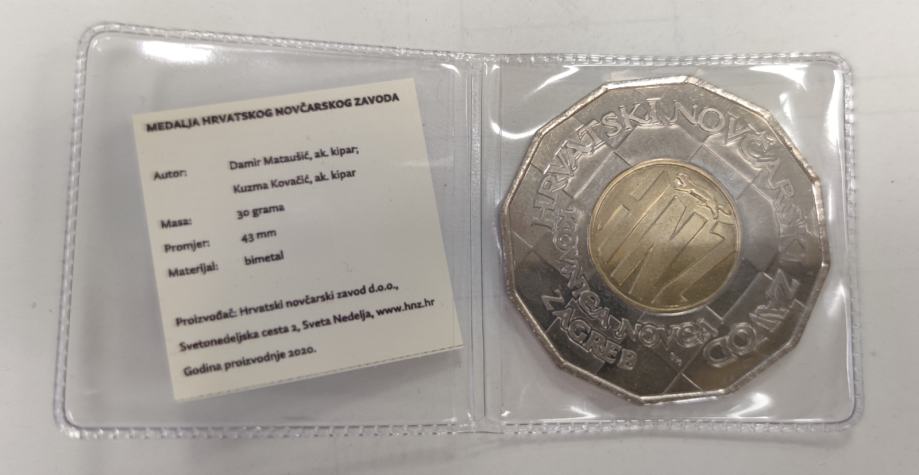 MEDALJA HRVATSKOG NOVČARSKOG ZAVODA
Autor: Damir Mataušić, ak. kipar;
Kuzma Kovačić, ak. kipar
Masa: 30 grama
Promjer: 43 mm
Materijal: bimetal
Proizvođač: Hrvatski novčarski zavod d.o.o.,
Svetonedeljska cesta 2, Sveta Nedelja, www.hnz.hr
Godina proizvodnje 2020.
HRVATSKI NOVČARSKI ZAVOD
KOVNICA NOVCA
ZAGREB
HNZ